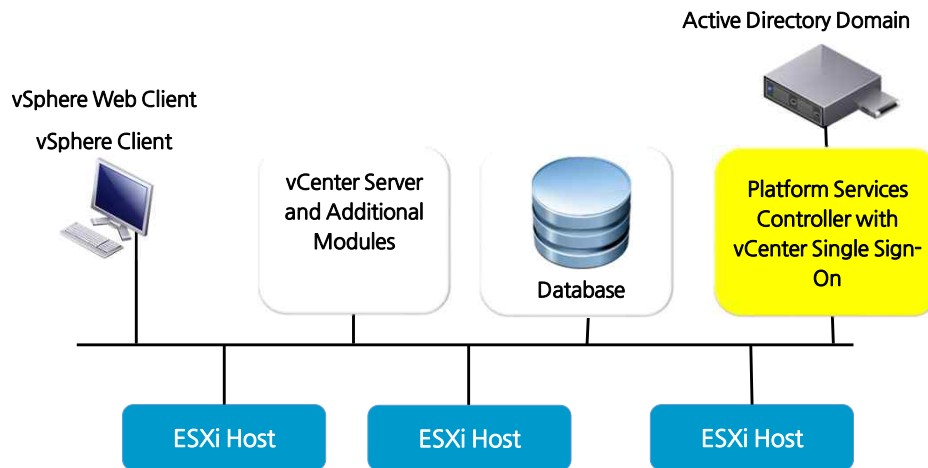 Active Directory Domain
vSphere Web Client
vSphere Client
vCenter Server
and Additional
Modules
Database
Platform Services
Controller with
vCenter Single Sign-
On
ESXi Host
ESXi Host
ESXi Host